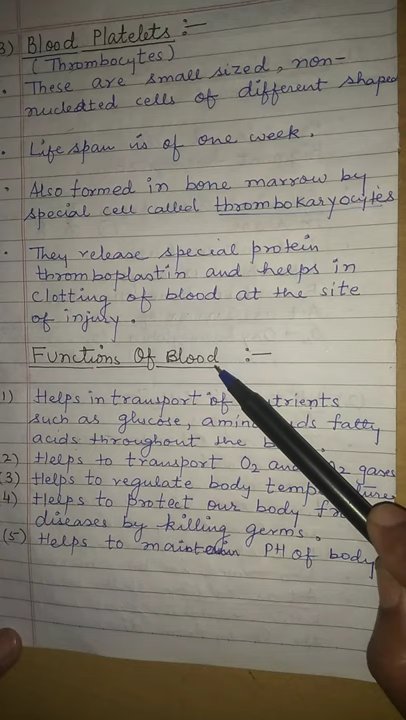 3) Blood Platelets :-
(Thrombocytes)
• These are small sized, non-
nucleated cells of different shaped
• Life span is of one week.
• Also formed in bone marrow by
special cell called thrombokaryocytes
• They release special protein
thromboplastin and helps in
clotting of blood at the site
of injury.
Functions Of Blood :-
1) Helps in transport of
such as glucose, fatty
acids throughout the
2) Helps to transport O2 and gases
(3) Helps to regulate body
4) Helps to protect our body
diseases by killing germs.
(5) Helps to maintain PH of body